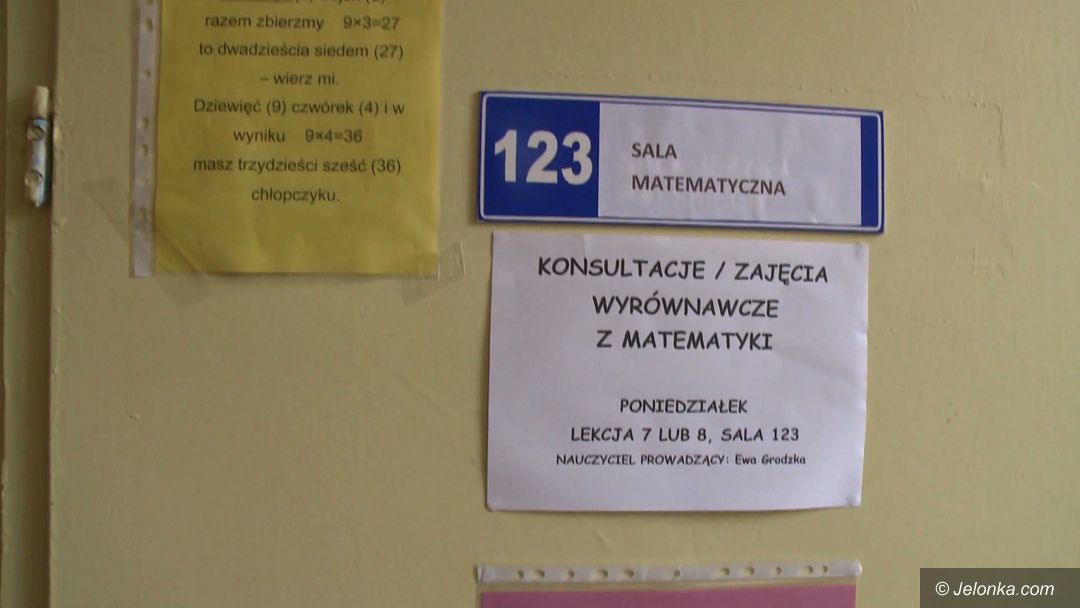 razem zbierzmy 9×3=27
to dwadzieścia siedem (27)
– wierz mi.
Dziewięć (9) czwórek (4) i w
wyniku 9×4=36
masz trzydzieści sześć (36)
chłopczyku.
123
SALA
MATEMATYCZNA
KONSULTACJE / ZAJĘCIA
WYRÓWNAWCZE
Z MATEMATYKI
PONIEDZIAŁEK
LEKCJA 7 LUB 8, SALA 123
NAUCZYCIEL PROWADZĄCY: Ewa Grodzka
© Jelonka.com